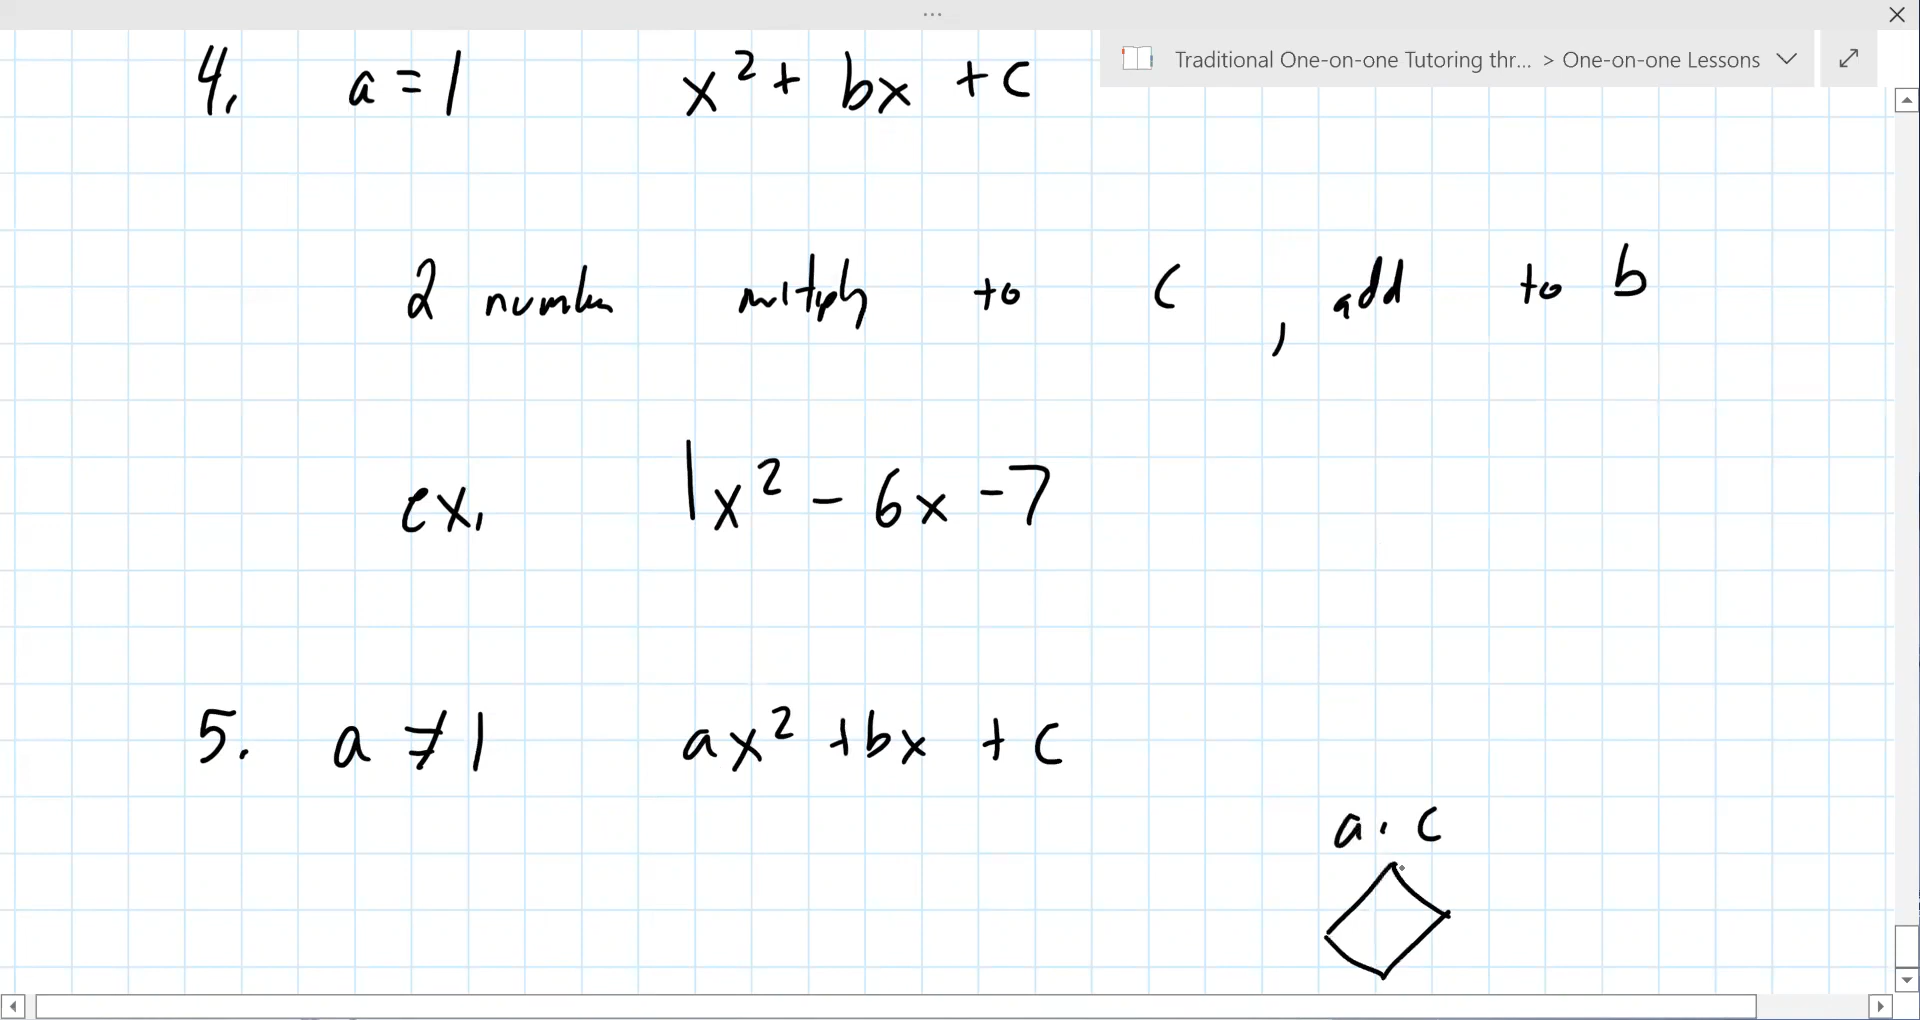 ...
Traditional One-on-one Tutoring thr... > One-on-one Lessons
4. a = 1 x² + bx + c
2 number multiply to c, add to b
ex. 1x² - 6x - 7
5. a ≠ 1 ax² + bx + c
a · c